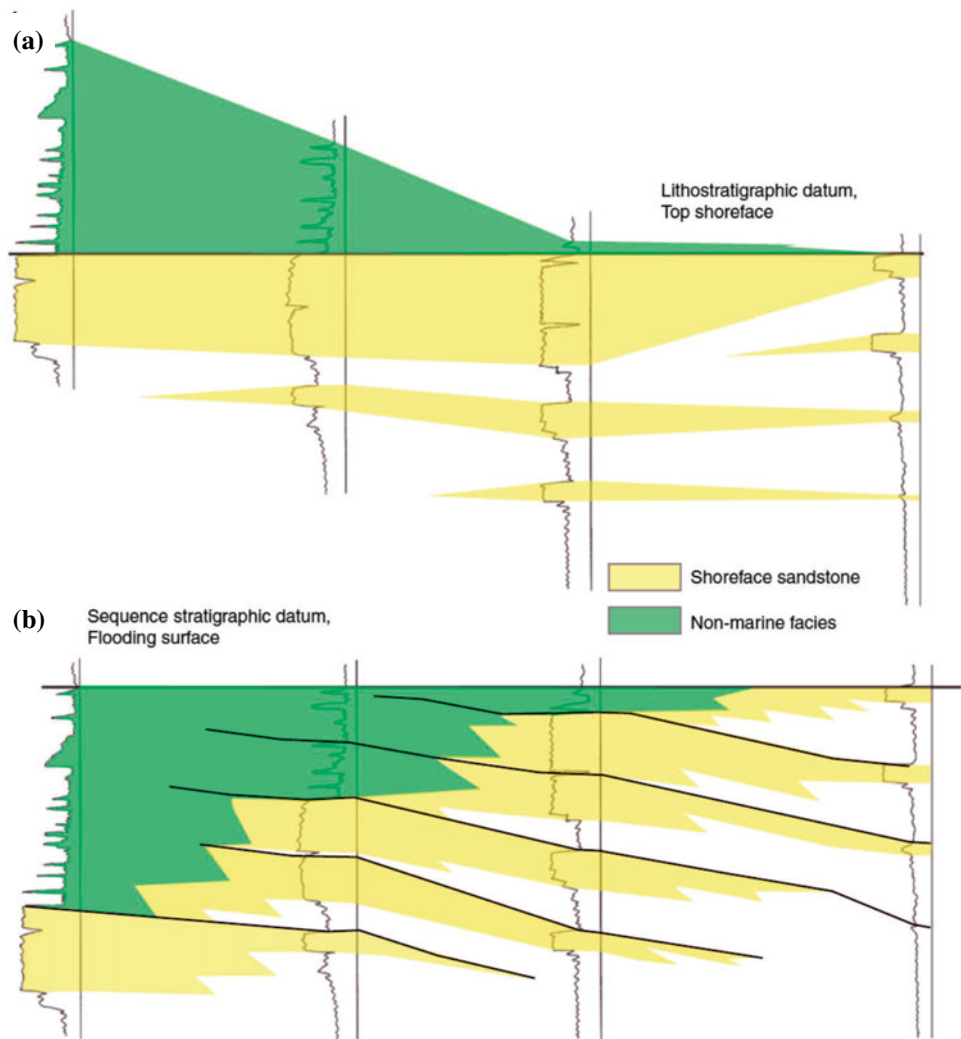 (a)
Lithostratigraphic datum,
Top shoreface
Shoreface sandstone
Non-marine facies
(b)
Sequence stratigraphic datum,
Flooding surface